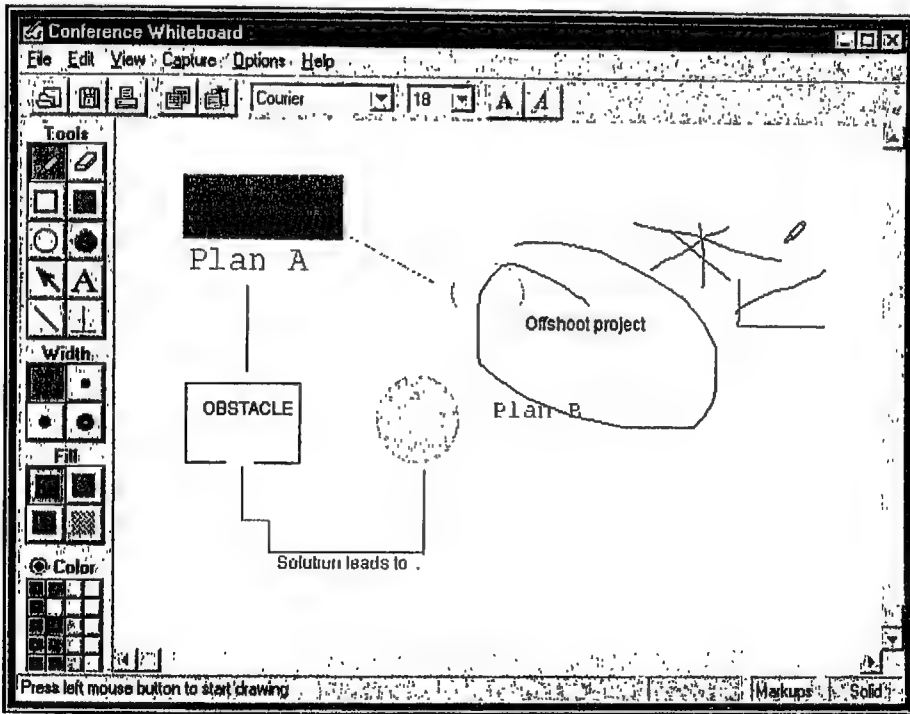 Conference Whiteboard
File Edit View Capture Options Help
Courier 18 A A
Tools
A
Width
Fill
Color
Plan A
Offshoot project
OBSTACLE
Plan B
Solution leads to .
Press left mouse button to start drawing Markups Solid